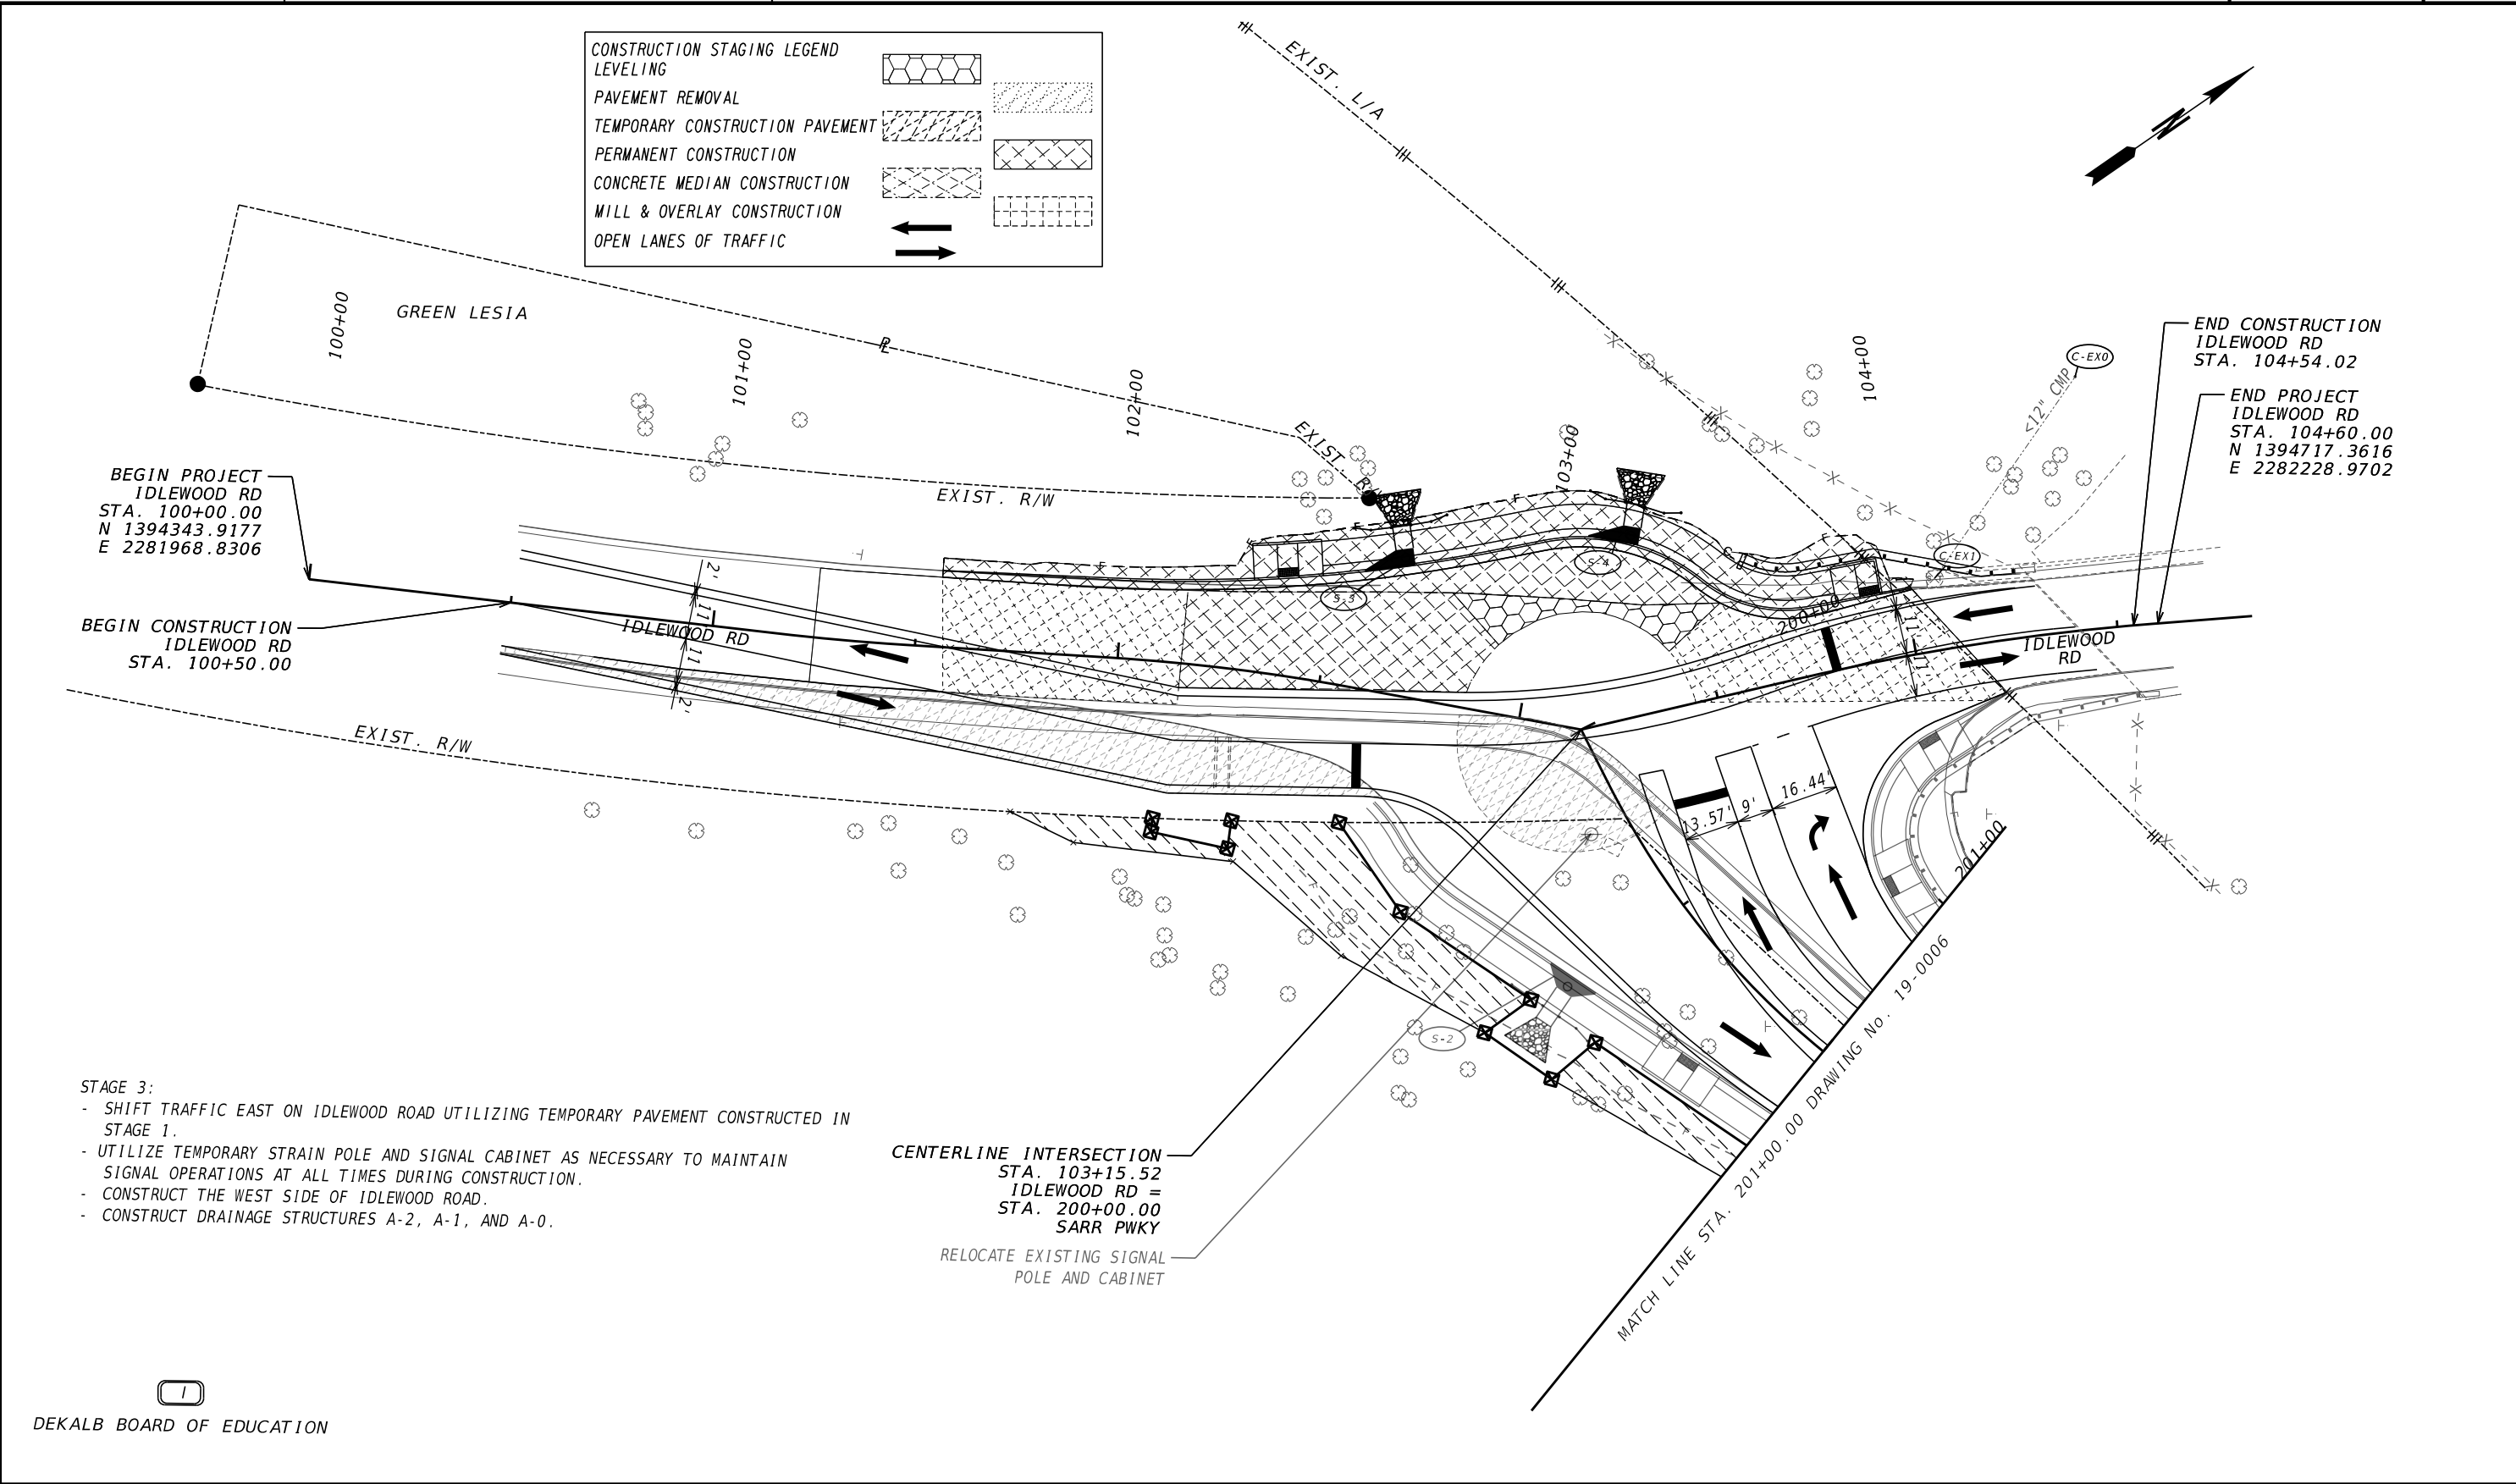 CONSTRUCTION STAGING LEGEND
LEVELING
PAVEMENT REMOVAL
TEMPORARY CONSTRUCTION PAVEMENT
PERMANENT CONSTRUCTION
CONCRETE MEDIAN CONSTRUCTION
MILL & OVERLAY CONSTRUCTION
OPEN LANES OF TRAFFIC
EXIST. L/A
N
GREEN LESIA
100+00
101+00
102+00
103+00
104+00
PL
EXIST. R/W
EXIST. R/W
C-EX0
<12" CMP
C-EX1
END CONSTRUCTION
IDLEWOOD RD
STA. 104+54.02
END PROJECT
IDLEWOOD RD
STA. 104+60.00
N 1394717.3616
E 2282228.9702
BEGIN PROJECT
IDLEWOOD RD
STA. 100+00.00
N 1394343.9177
E 2281968.8306
BEGIN CONSTRUCTION
IDLEWOOD RD
STA. 100+50.00
2'
11'
11'
2'
IDLEWOOD RD
S-3
S-4
200+00
11'
11'
IDLEWOOD
RD
EXIST. R/W
13.57'
9'
16.44'
201+00
S-2
MATCH LINE STA. 201+00.00 DRAWING No. 19-0006
STAGE 3:
- SHIFT TRAFFIC EAST ON IDLEWOOD ROAD UTILIZING TEMPORARY PAVEMENT CONSTRUCTED IN
STAGE 1.
- UTILIZE TEMPORARY STRAIN POLE AND SIGNAL CABINET AS NECESSARY TO MAINTAIN
SIGNAL OPERATIONS AT ALL TIMES DURING CONSTRUCTION.
- CONSTRUCT THE WEST SIDE OF IDLEWOOD ROAD.
- CONSTRUCT DRAINAGE STRUCTURES A-2, A-1, AND A-0.
CENTERLINE INTERSECTION
STA. 103+15.52
IDLEWOOD RD =
STA. 200+00.00
SARR PWKY
RELOCATE EXISTING SIGNAL
POLE AND CABINET
1
DEKALB BOARD OF EDUCATION